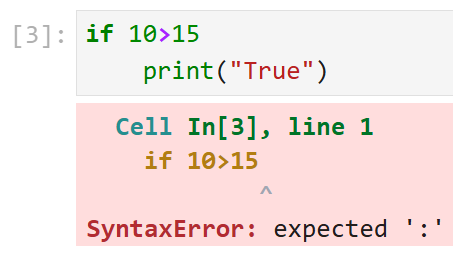 [3]: if 10>15
print("True")
Cell In[3], line 1
if 10>15
^
SyntaxError: expected ':'